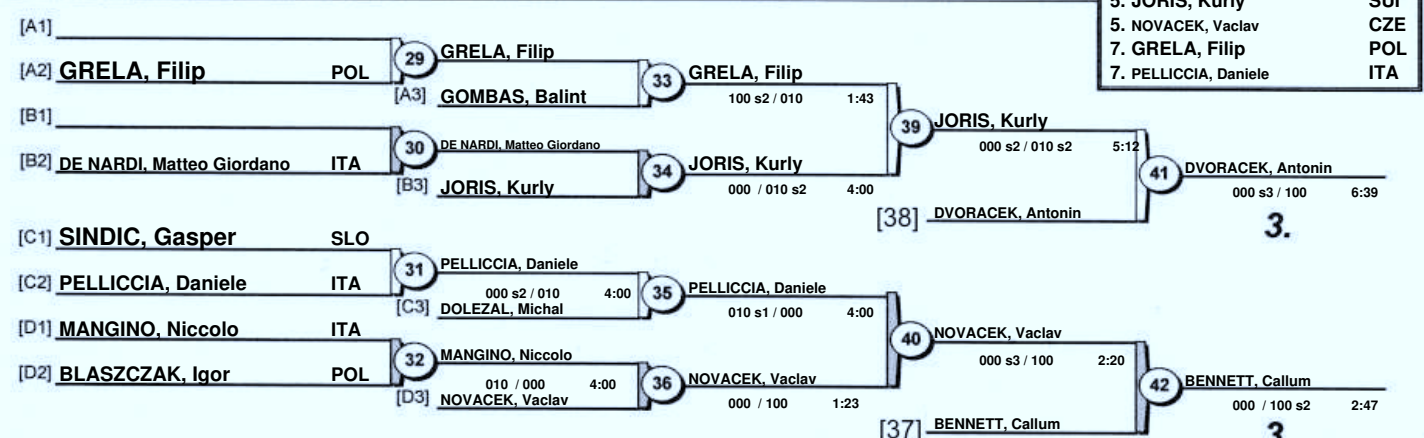 5. JORIS, Kurly SUI
5. NOVACEK, Vaclav CZE
7. GRELA, Filip POL
7. PELLICCIA, Daniele ITA
[A1]
[A2] GRELA, Filip POL
29
GRELA, Filip
[A3] GOMBAS, Balint
33
GRELA, Filip
100 s2 / 010 1:43
[B1]
[B2] DE NARDI, Matteo Giordano ITA
30
DE NARDI, Matteo Giordano
[B3] JORIS, Kurly
34
JORIS, Kurly
000 / 010 s2 4:00
39
JORIS, Kurly
000 s2 / 010 s2 5:12
[38] DVORACEK, Antonin
41
DVORACEK, Antonin
000 s3 / 100 6:39
3.
[C1] SINDIC, Gasper SLO
[C2] PELLICCIA, Daniele ITA
31
PELLICCIA, Daniele
000 s2 / 010 4:00
[C3] DOLEZAL, Michal
35
PELLICCIA, Daniele
010 s1 / 000 4:00
[D1] MANGINO, Niccolo ITA
[D2] BLASZCZAK, Igor POL
32
MANGINO, Niccolo
010 / 000 4:00
[D3] NOVACEK, Vaclav
36
NOVACEK, Vaclav
000 / 100 1:23
40
NOVACEK, Vaclav
000 s3 / 100 2:20
[37] BENNETT, Callum
42
BENNETT, Callum
000 / 100 s2 2:47
3.